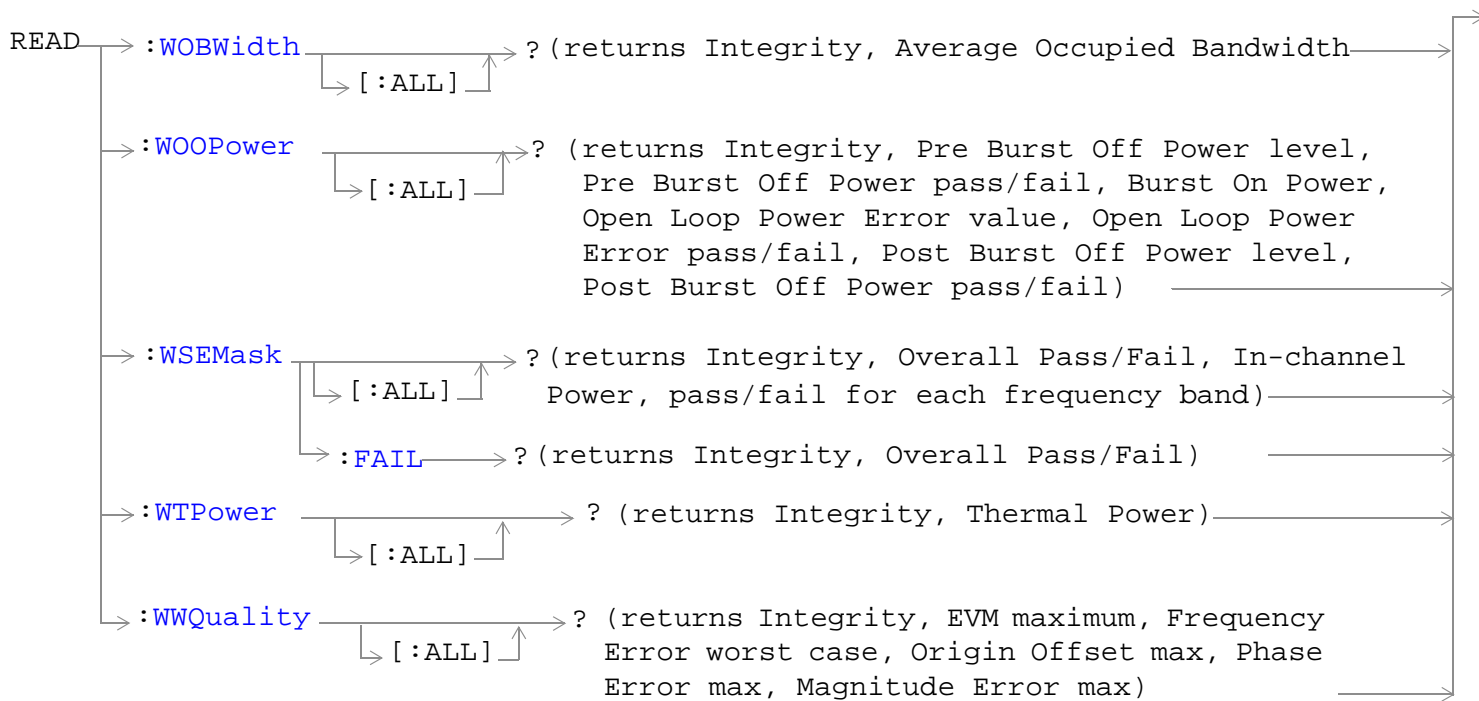 READ :WOBWidth ? (returns Integrity, Average Occupied Bandwidth
[:ALL]
:WOOPower ? (returns Integrity, Pre Burst Off Power level,
[:ALL] Pre Burst Off Power pass/fail, Burst On Power,
Open Loop Power Error value, Open Loop Power
Error pass/fail, Post Burst Off Power level,
Post Burst Off Power pass/fail)
:WSEMask ? (returns Integrity, Overall Pass/Fail, In-channel
[:ALL] Power, pass/fail for each frequency band)
:FAIL ? (returns Integrity, Overall Pass/Fail)
:WTPower ? (returns Integrity, Thermal Power)
[:ALL]
:WWQuality ? (returns Integrity, EVM maximum, Frequency
[:ALL] Error worst case, Origin Offset max, Phase
Error max, Magnitude Error max)